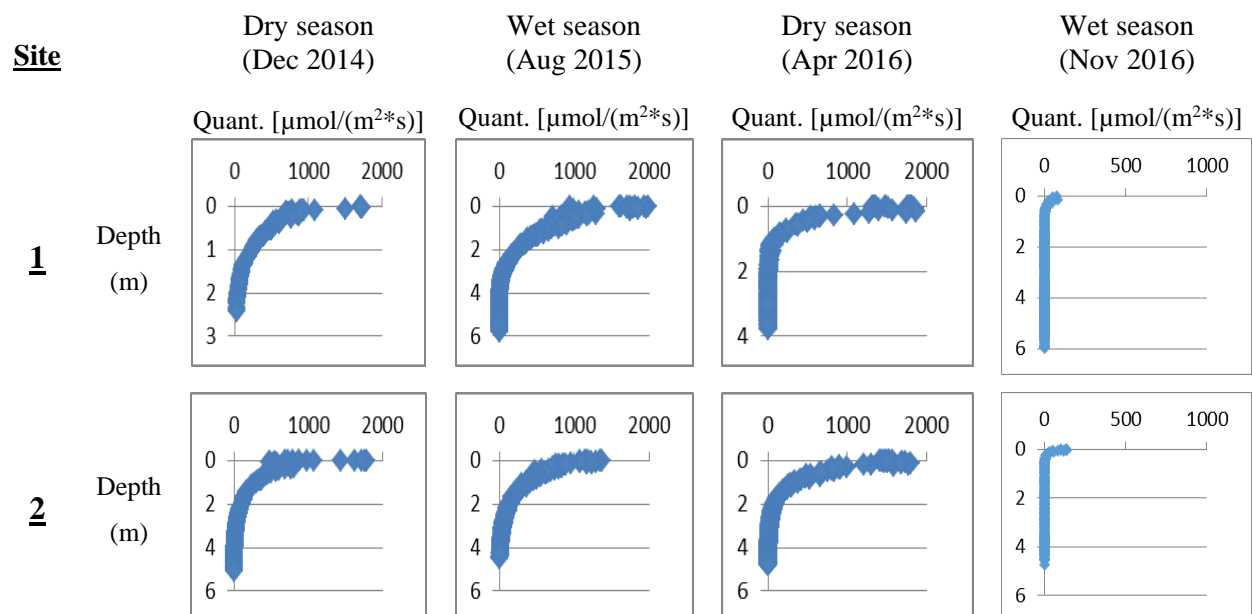 Site
Dry season
(Dec 2014)
Wet season
(Aug 2015)
Dry season
(Apr 2016)
Wet season
(Nov 2016)
Quant. [µmol/(m²*s)]
Quant. [µmol/(m²*s)]
Quant. [µmol/(m²*s)]
Quant. [µmol/(m²*s)]
1
Depth
(m)
0 1000 2000
0
1
2
3
0 1000 2000
0
2
4
6
0 1000 2000
0
2
4
0 500 1000
0
2
4
6
2
Depth
(m)
0 1000 2000
0
2
4
6
0 1000 2000
0
2
4
6
0 1000 2000
0
2
4
6
0 500 1000
0
2
4
6